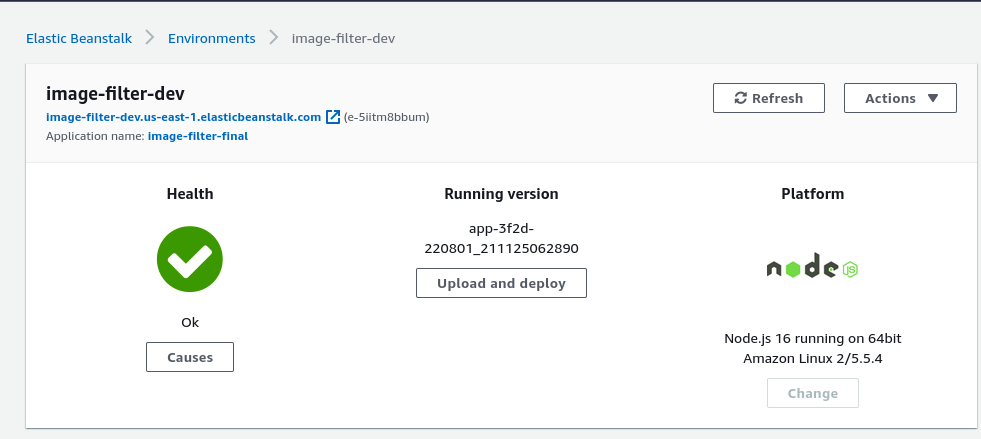 Elastic Beanstalk > Environments > image-filter-dev
image-filter-dev
image-filter-dev.us-east-1.elasticbeanstalk.com (e-5iitm8bbum)
Application name: image-filter-final
Refresh
Actions ▼
Health
Ok
Causes
Running version
app-3f2d-
220801_211125062890
Upload and deploy
Platform
node JS
Node.js 16 running on 64bit
Amazon Linux 2/5.5.4
Change